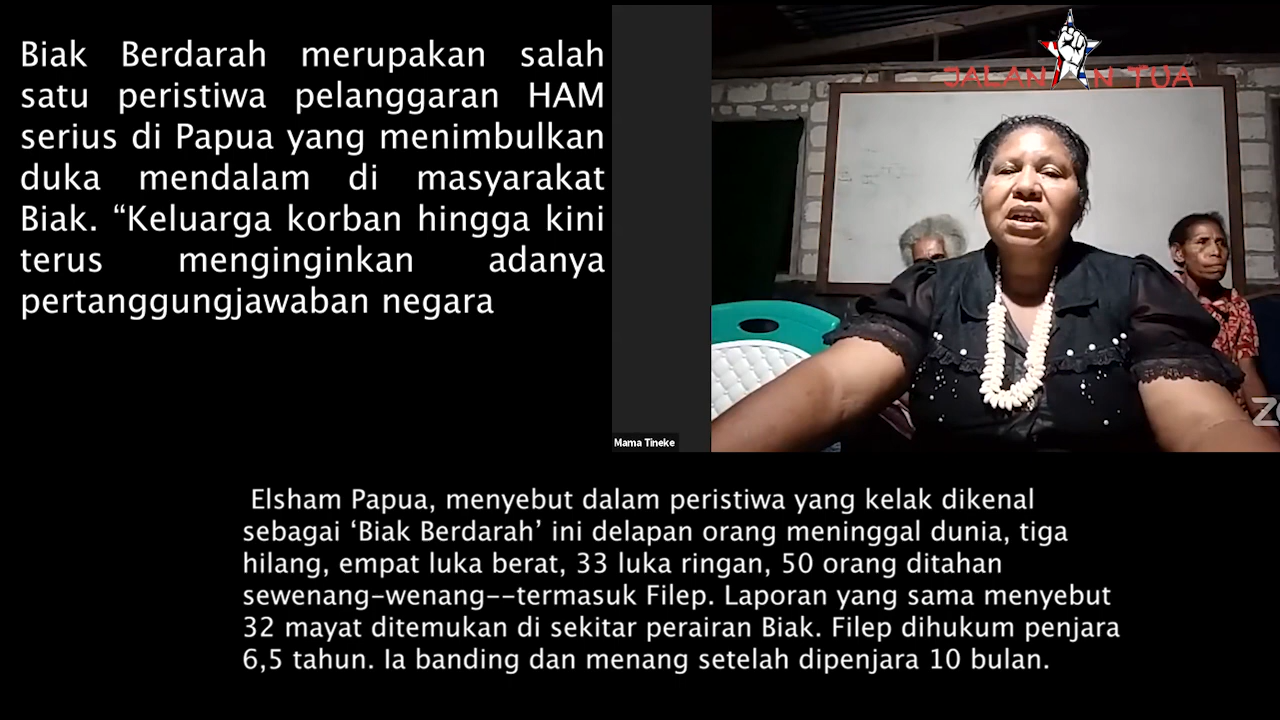 Biak Berdarah merupakan salah
satu peristiwa pelanggaran HAM
serius di Papua yang menimbulkan
duka mendalam di masyarakat
Biak. “Keluarga korban hingga kini
terus menginginkan adanya
pertanggungjawaban negara
JALANAN TUA
Mama Tineke
Elsham Papua, menyebut dalam peristiwa yang kelak dikenal
sebagai ‘Biak Berdarah’ ini delapan orang meninggal dunia, tiga
hilang, empat luka berat, 33 luka ringan, 50 orang ditahan
sewenang-wenang--termasuk Filep. Laporan yang sama menyebut
32 mayat ditemukan di sekitar perairan Biak. Filep dihukum penjara
6,5 tahun. Ia banding dan menang setelah dipenjara 10 bulan.